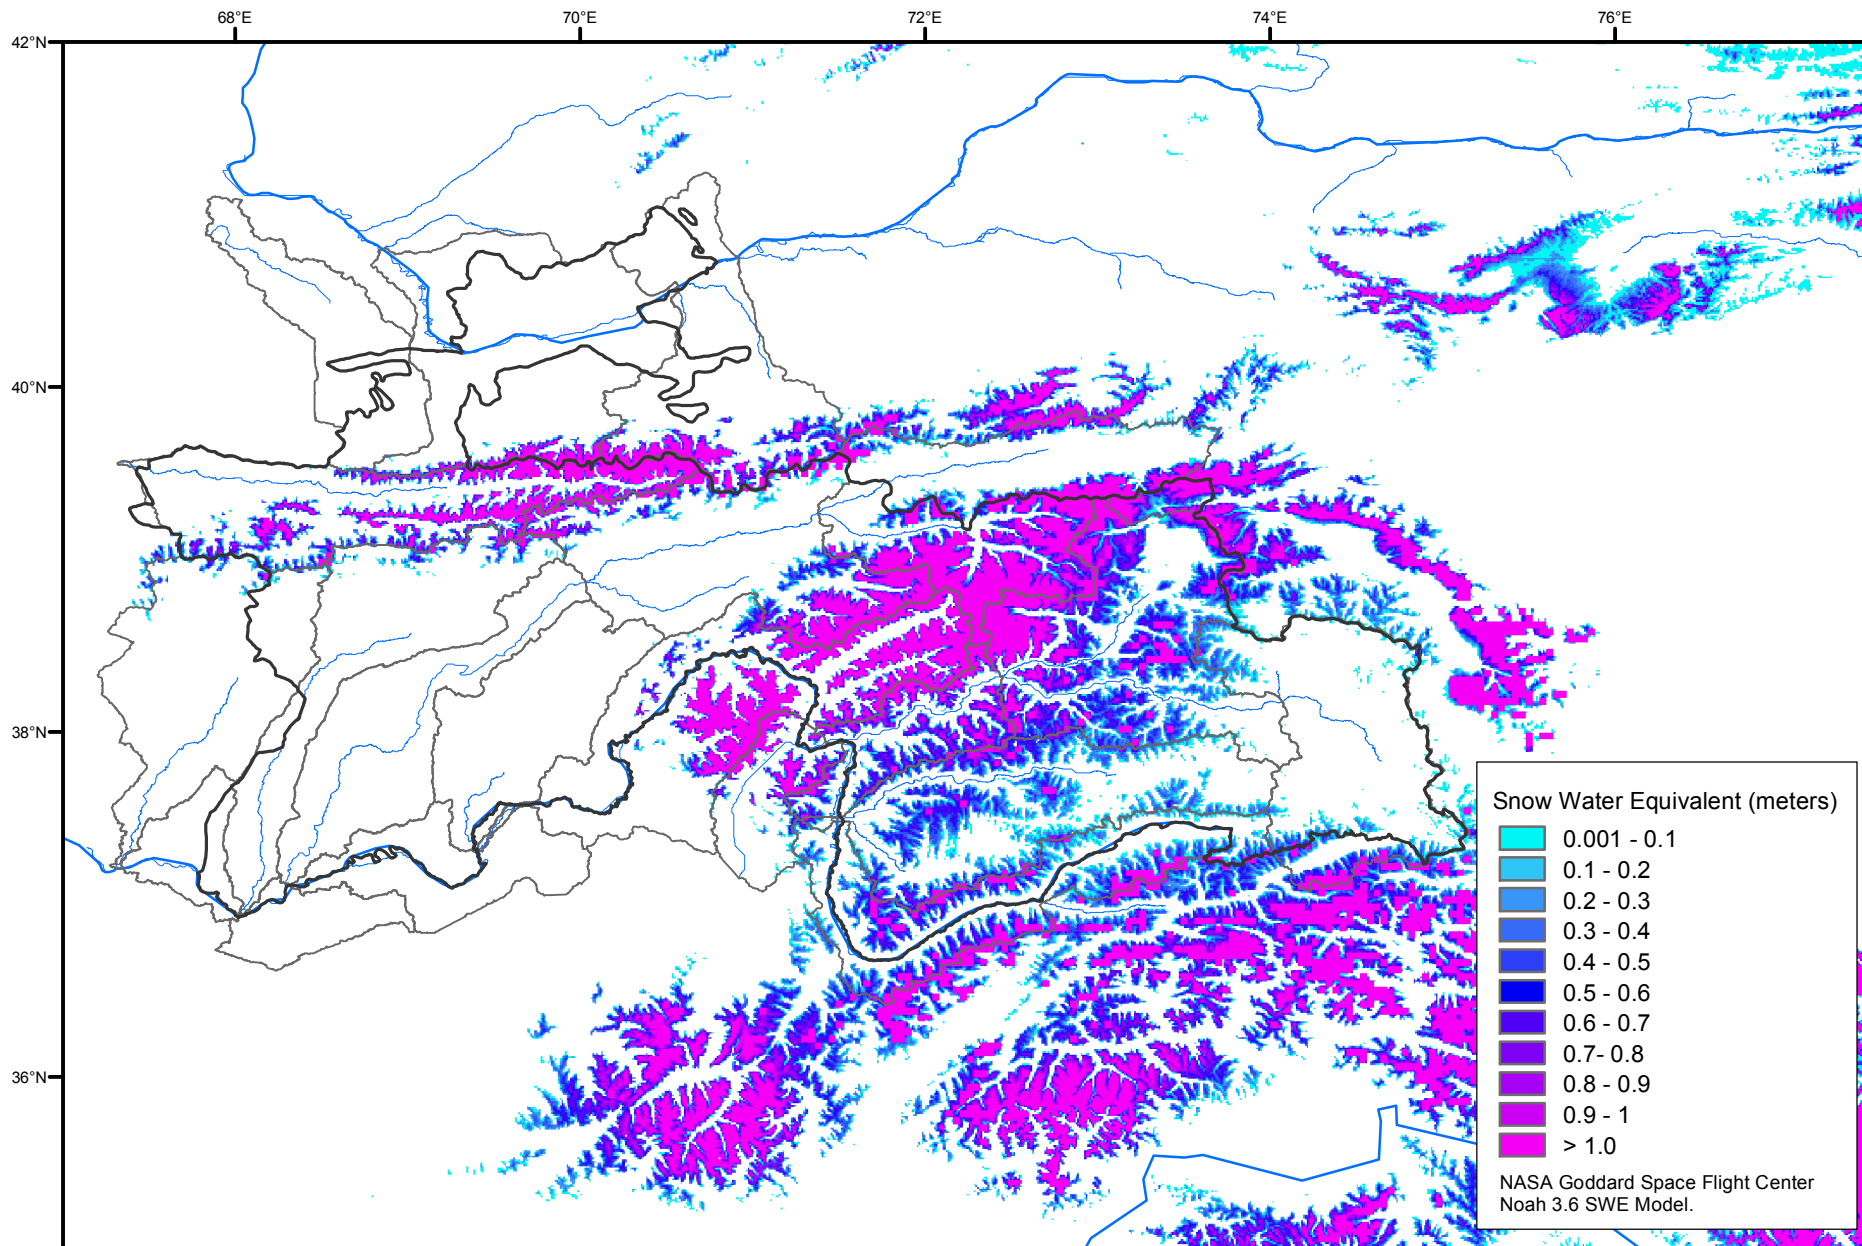 68°E 70°E 72°E 74°E 76°E
42°N
40°N
38°N
36°N
Snow Water Equivalent (meters)
0.001 - 0.1
0.1 - 0.2
0.2 - 0.3
0.3 - 0.4
0.4 - 0.5
0.5 - 0.6
0.6 - 0.7
0.7- 0.8
0.8 - 0.9
0.9 - 1
> 1.0
NASA Goddard Space Flight Center
Noah 3.6 SWE Model.